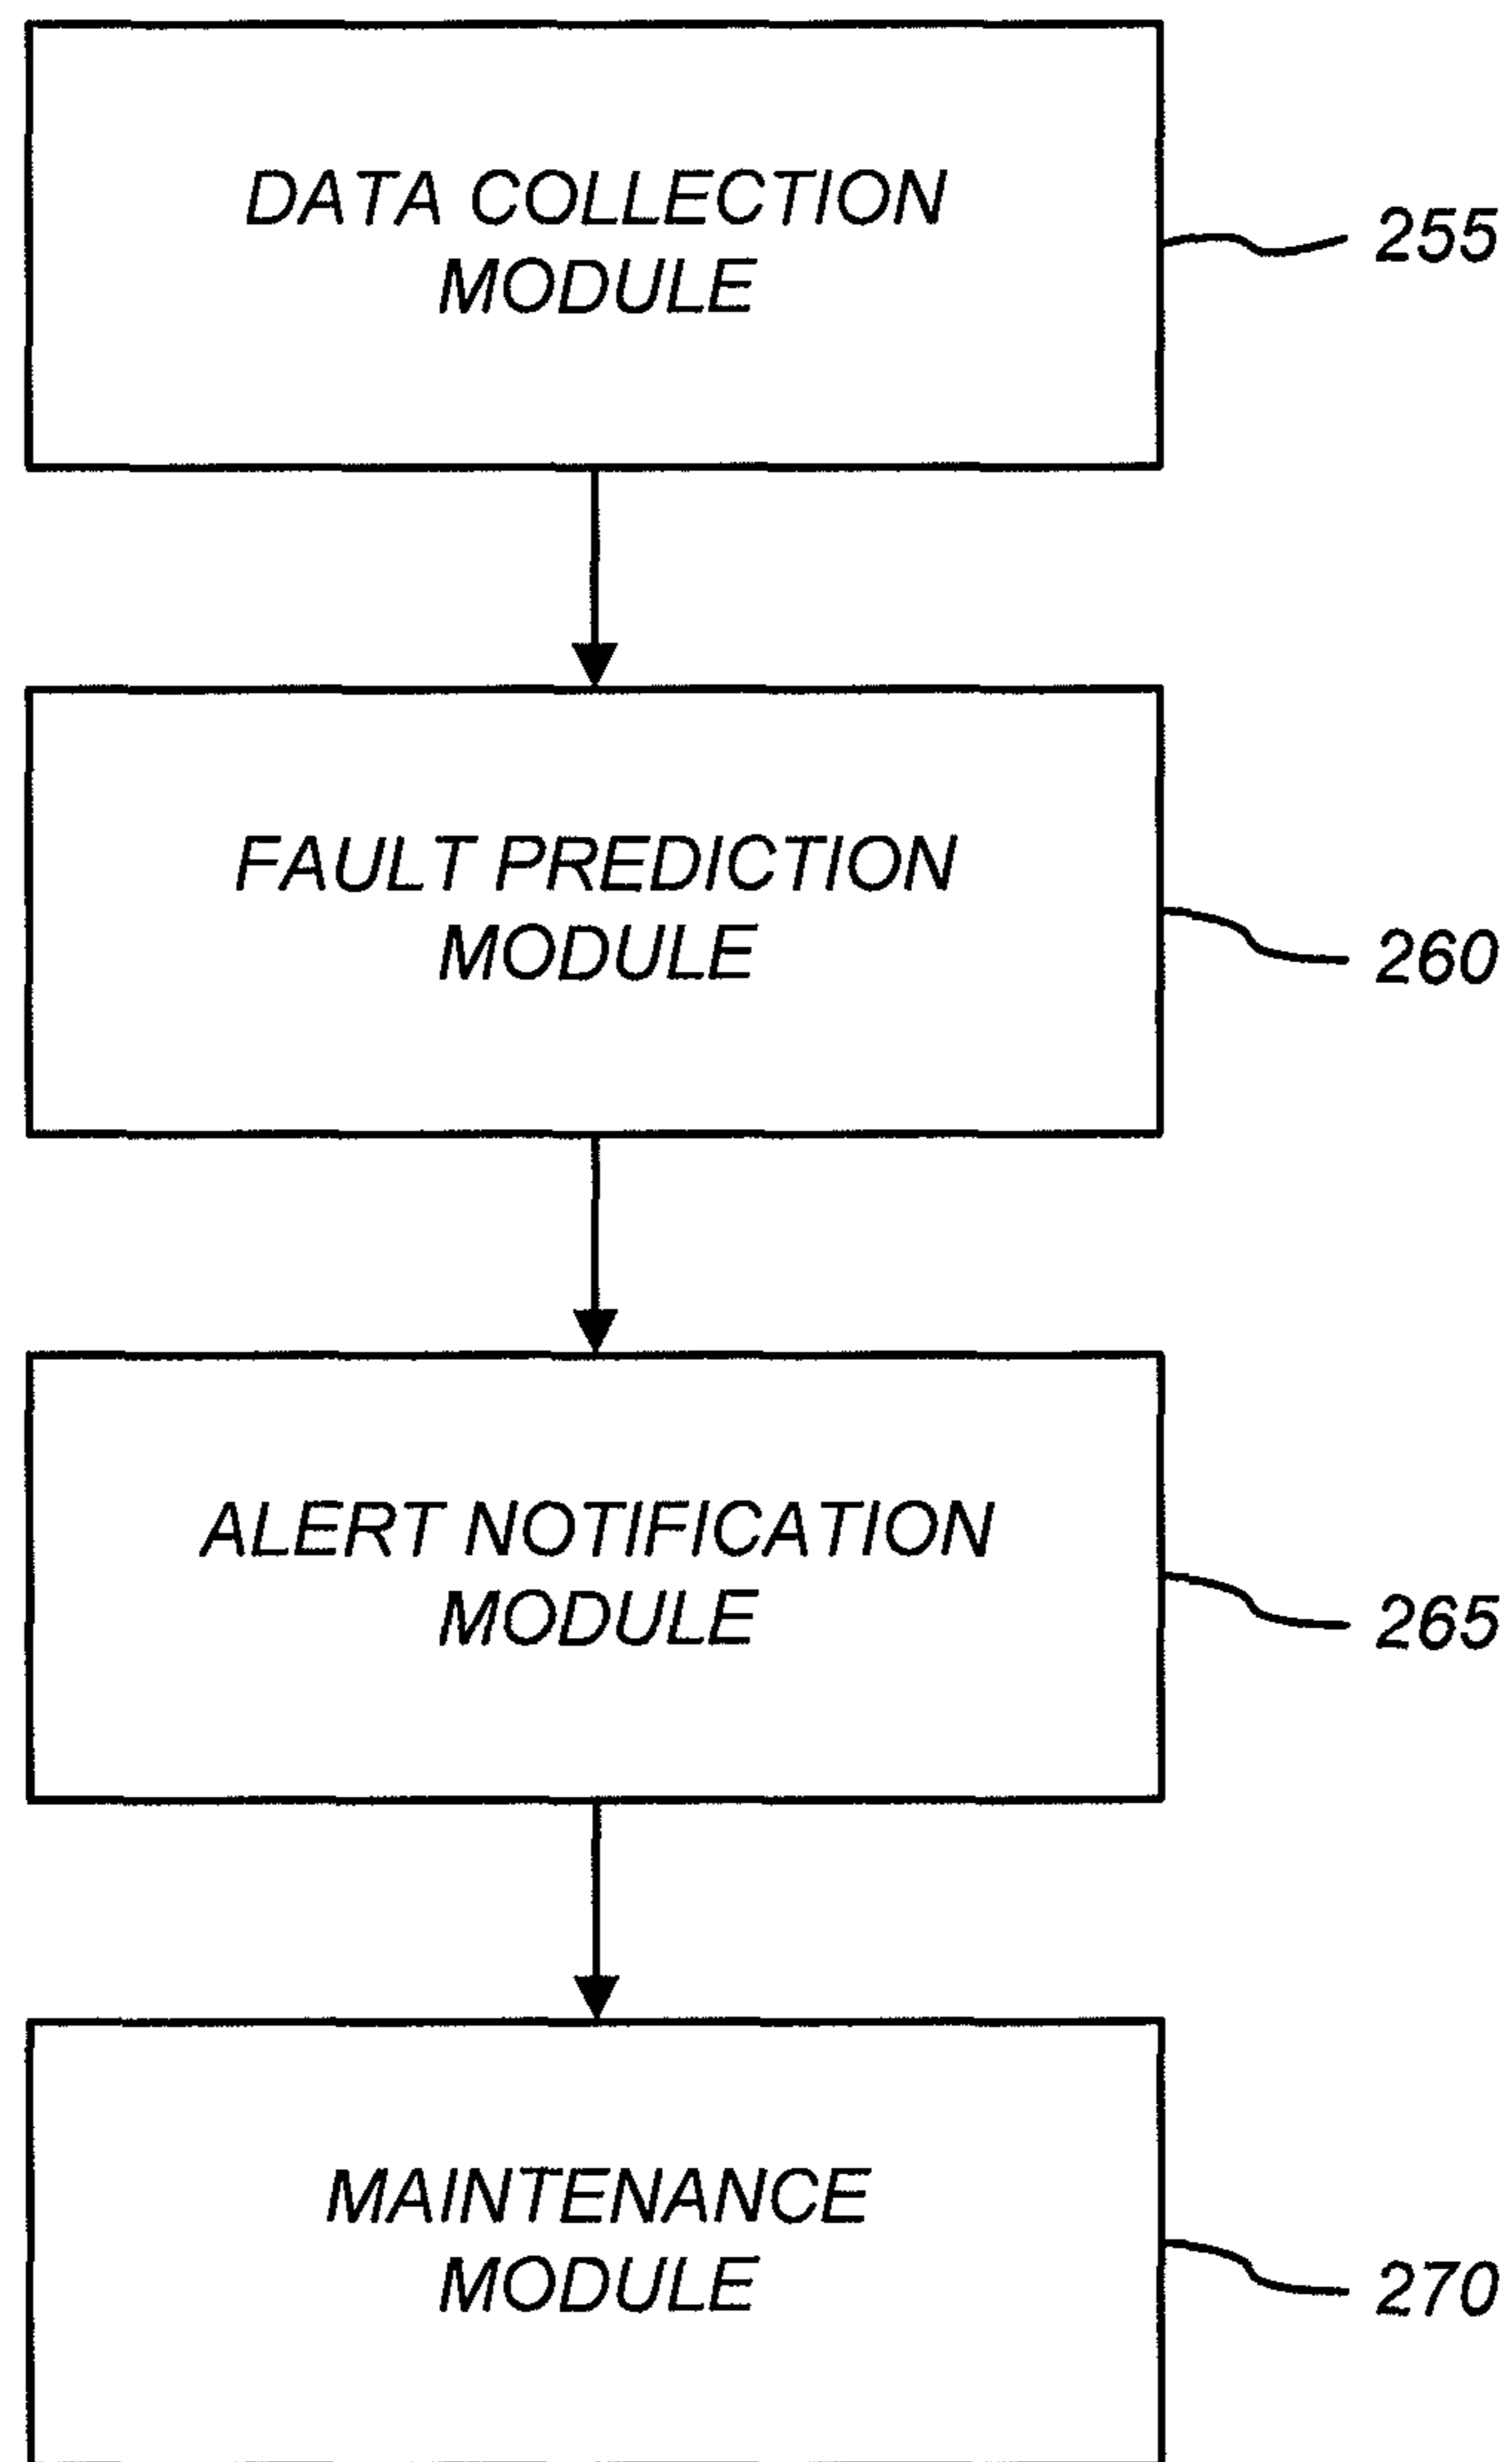 DATA COLLECTION
MODULE
255
FAULT PREDICTION
MODULE
260
ALERT NOTIFICATION
MODULE
265
MAINTENANCE
MODULE
270